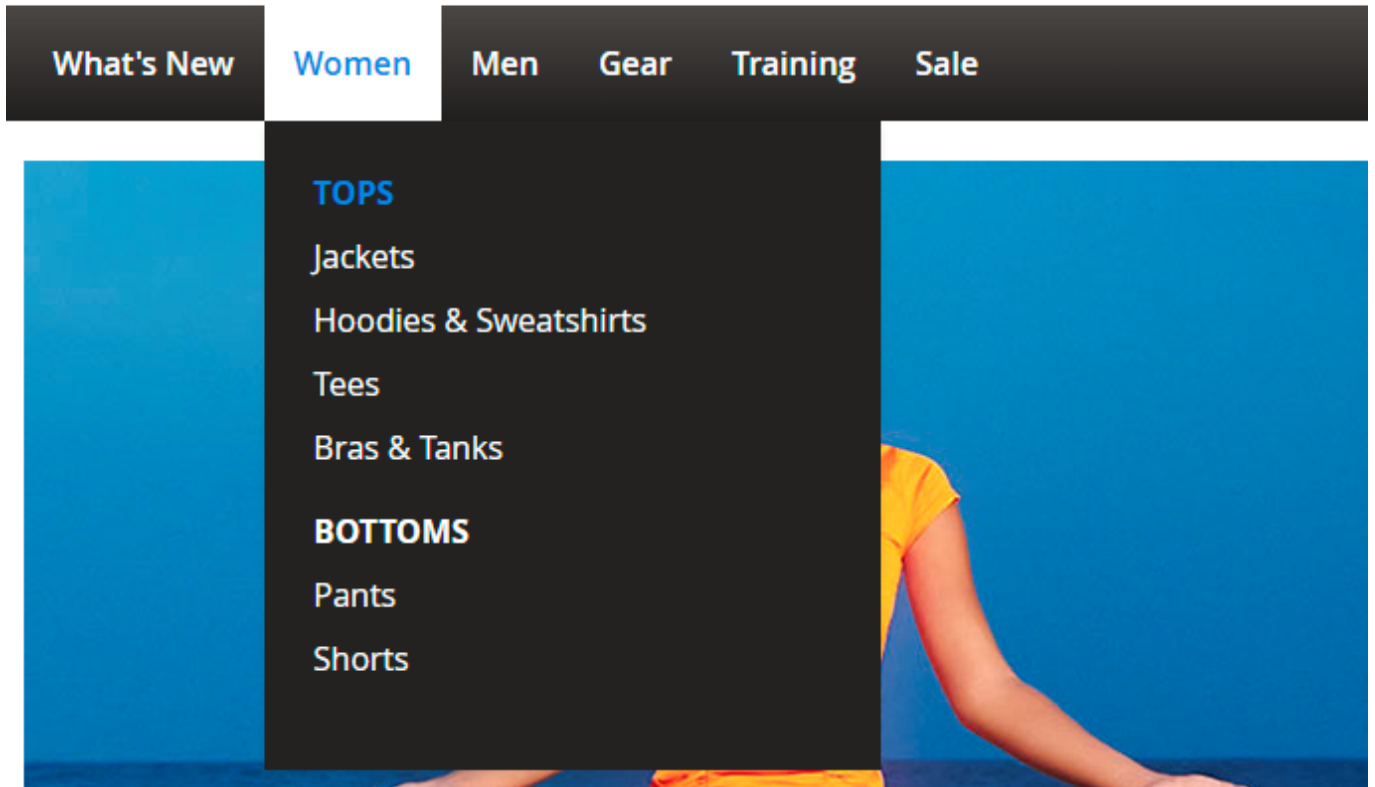 What's New Women Men Gear Training Sale
TOPS
Jackets
Hoodies & Sweatshirts
Tees
Bras & Tanks
BOTTOMS
Pants
Shorts